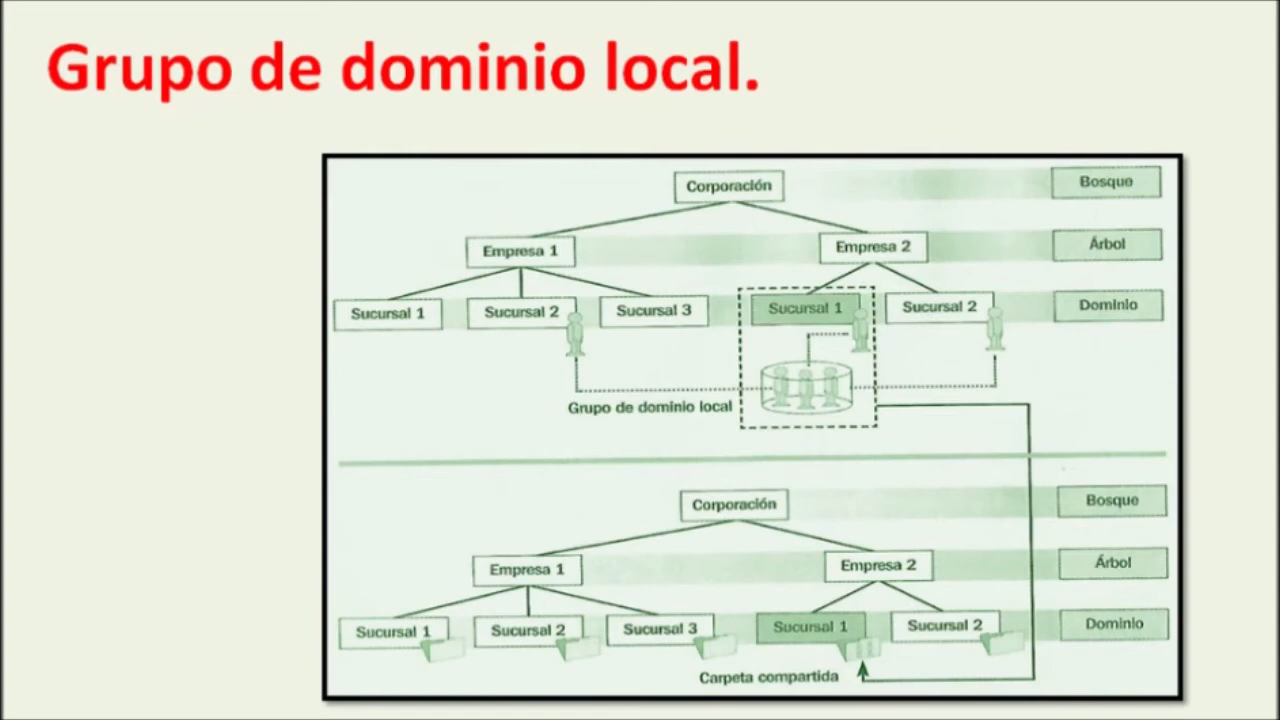 Grupo de dominio local.
Corporación
Bosque
Empresa 1
Empresa 2
Árbol
Sucursal 1
Sucursal 2
Sucursal 3
Sucursal 1
Sucursal 2
Dominio
Grupo de dominio local
Corporación
Bosque
Empresa 1
Empresa 2
Árbol
Sucursal 1
Sucursal 2
Sucursal 3
Sucursal 1
Sucursal 2
Dominio
Carpeta compartida